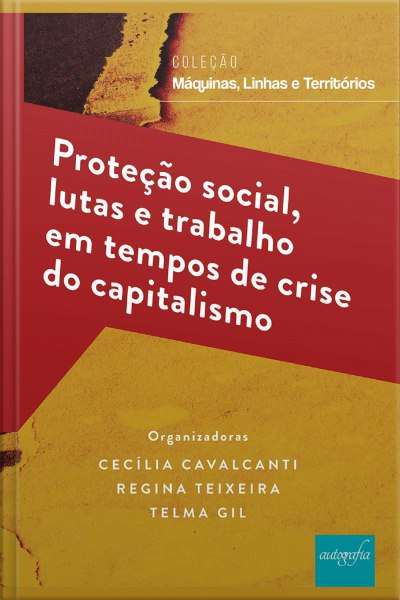 COLEÇÃO
Máquinas, Linhas e Territórios
Proteção social,
lutas e trabalho
em tempos de crise
do capitalismo
Organizadoras
CECÍLIA CAVALCANTI
REGINA TEIXEIRA
TELMA GIL
autografia